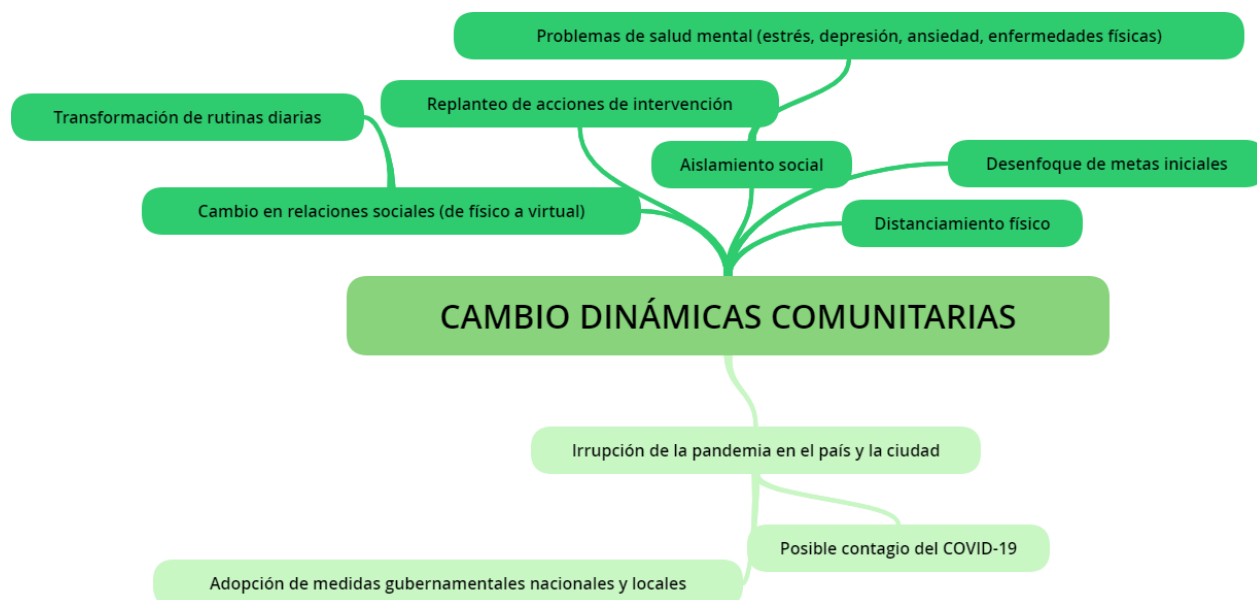 Problemas de salud mental (estrés, depresión, ansiedad, enfermedades físicas)
Replanteo de acciones de intervención
Transformación de rutinas diarias
Aislamiento social
Desenfoque de metas iniciales
Cambio en relaciones sociales (de físico a virtual)
Distanciamiento físico
CAMBIO DINÁMICAS COMUNITARIAS
Irrupción de la pandemia en el país y la ciudad
Posible contagio del COVID-19
Adopción de medidas gubernamentales nacionales y locales